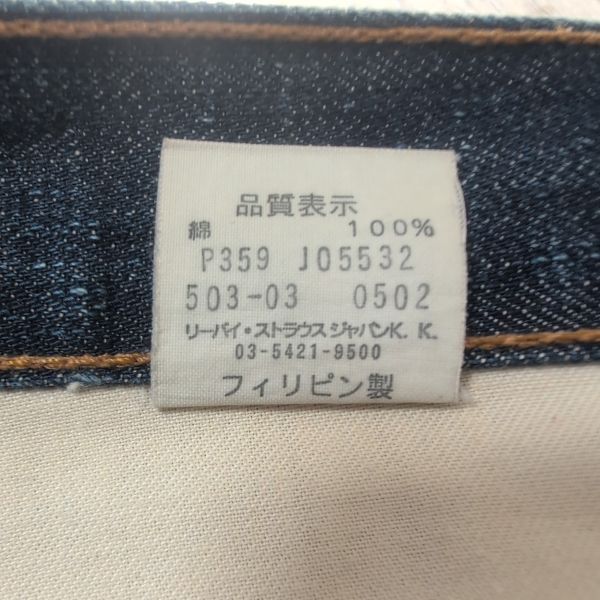 品質表示
綿 100%
P359 J05532
503-03 0502
リーバイ・ストラウスジャパンK.K.
03-5421-9500
フィリピン製